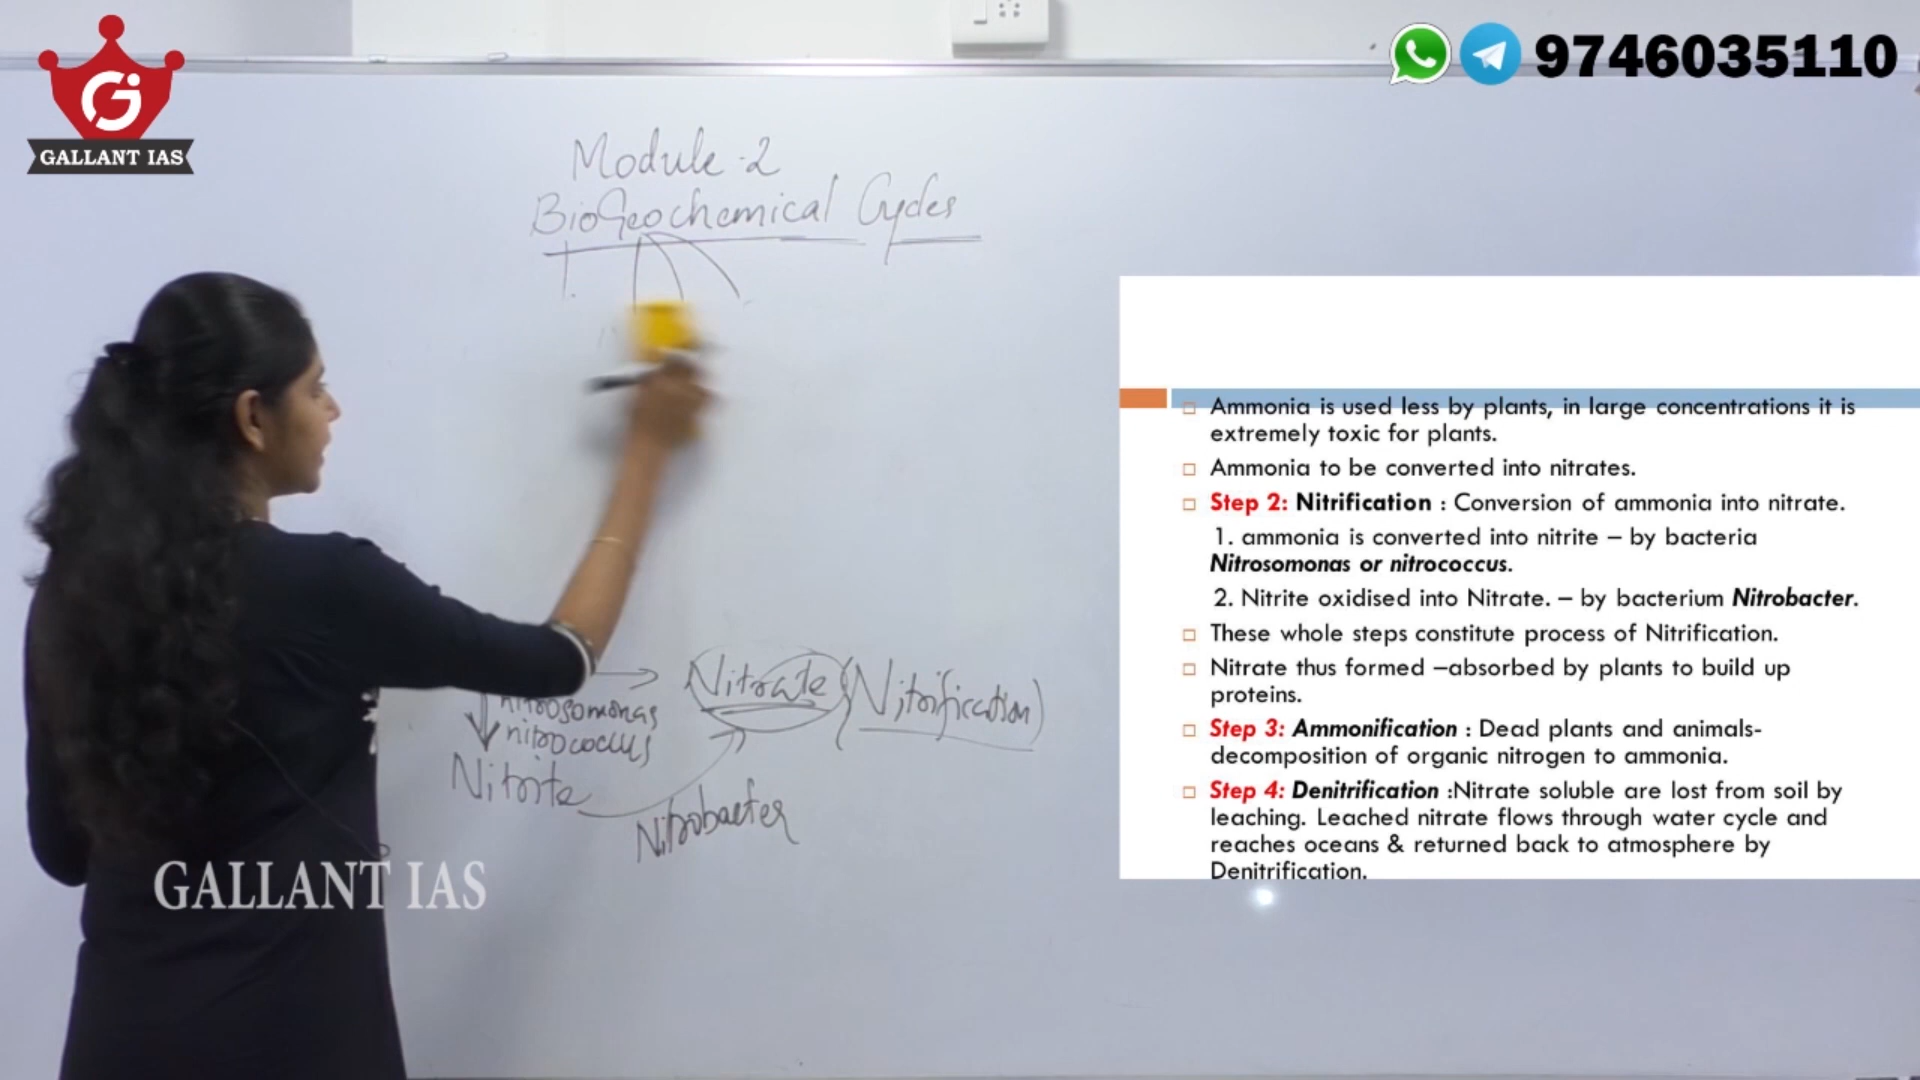 GALLANT IAS
9746035110
Module-2
BioGeochemical Cycles
Ammonia is used less by plants, in large concentrations it is
extremely toxic for plants.
Ammonia to be converted into nitrates.
Step 2: Nitrification : Conversion of ammonia into nitrate.
1. ammonia is converted into nitrite – by bacteria
Nitrosomonas or nitrococcus.
2. Nitrite oxidised into Nitrate. – by bacterium Nitrobacter.
These whole steps constitute process of Nitrification.
Nitrate thus formed –absorbed by plants to build up
proteins.
Step 3: Ammonification : Dead plants and animals-
decomposition of organic nitrogen to ammonia.
Step 4: Denitrification :Nitrate soluble are lost from soil by
leaching. Leached nitrate flows through water cycle and
reaches oceans & returned back to atmosphere by
Denitrification.
Nitrate (Nitrification)
nitrosomonas
nitrococcus
Nitrite
Nitrobacter
GALLANT IAS